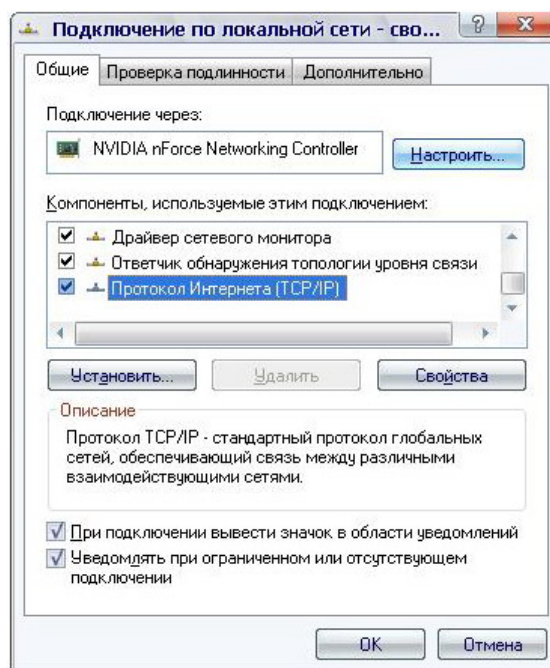 Подключение по локальной сети - сво...
Общие
Проверка подлинности
Дополнительно
Подключение через:
NVIDIA nForce Networking Controller
Настроить...
Компоненты, используемые этим подключением:
Драйвер сетевого монитора
Ответчик обнаружения топологии уровня связи
Протокол Интернета (TCP/IP)
Установить...
Удалить
Свойства
Описание
Протокол TCP/IP - стандартный протокол глобальных
сетей, обеспечивающий связь между различными
взаимодействующими сетями.
При подключении вывести значок в области уведомлений
Уведомлять при ограниченном или отсутствующем
подключении
ОК
Отмена